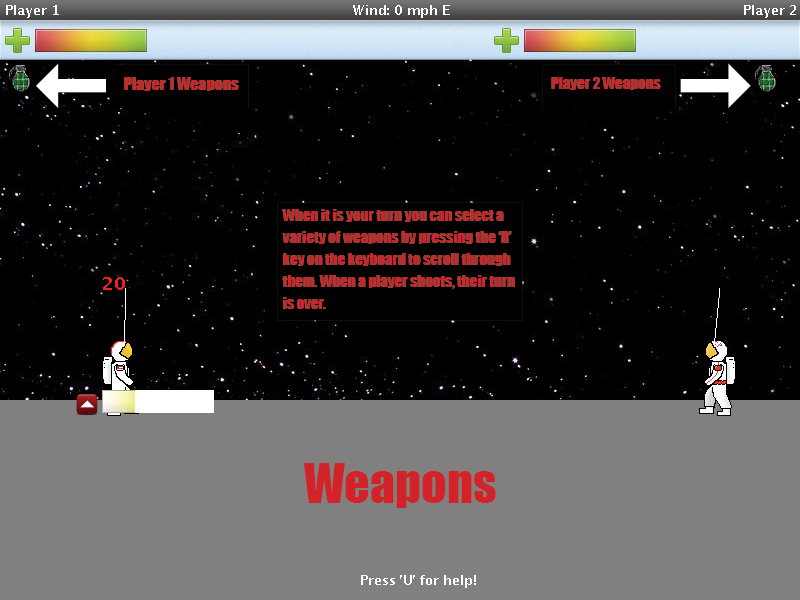 Player 1
Wind: 0 mph E
Player 2
Player 1 Weapons
Player 2 Weapons
When it is your turn you can select a
variety of weapons by pressing the 'R'
key on the keyboard to scroll through
them. When a player shoots, their turn
is over.
20
Weapons
Press 'U' for help!